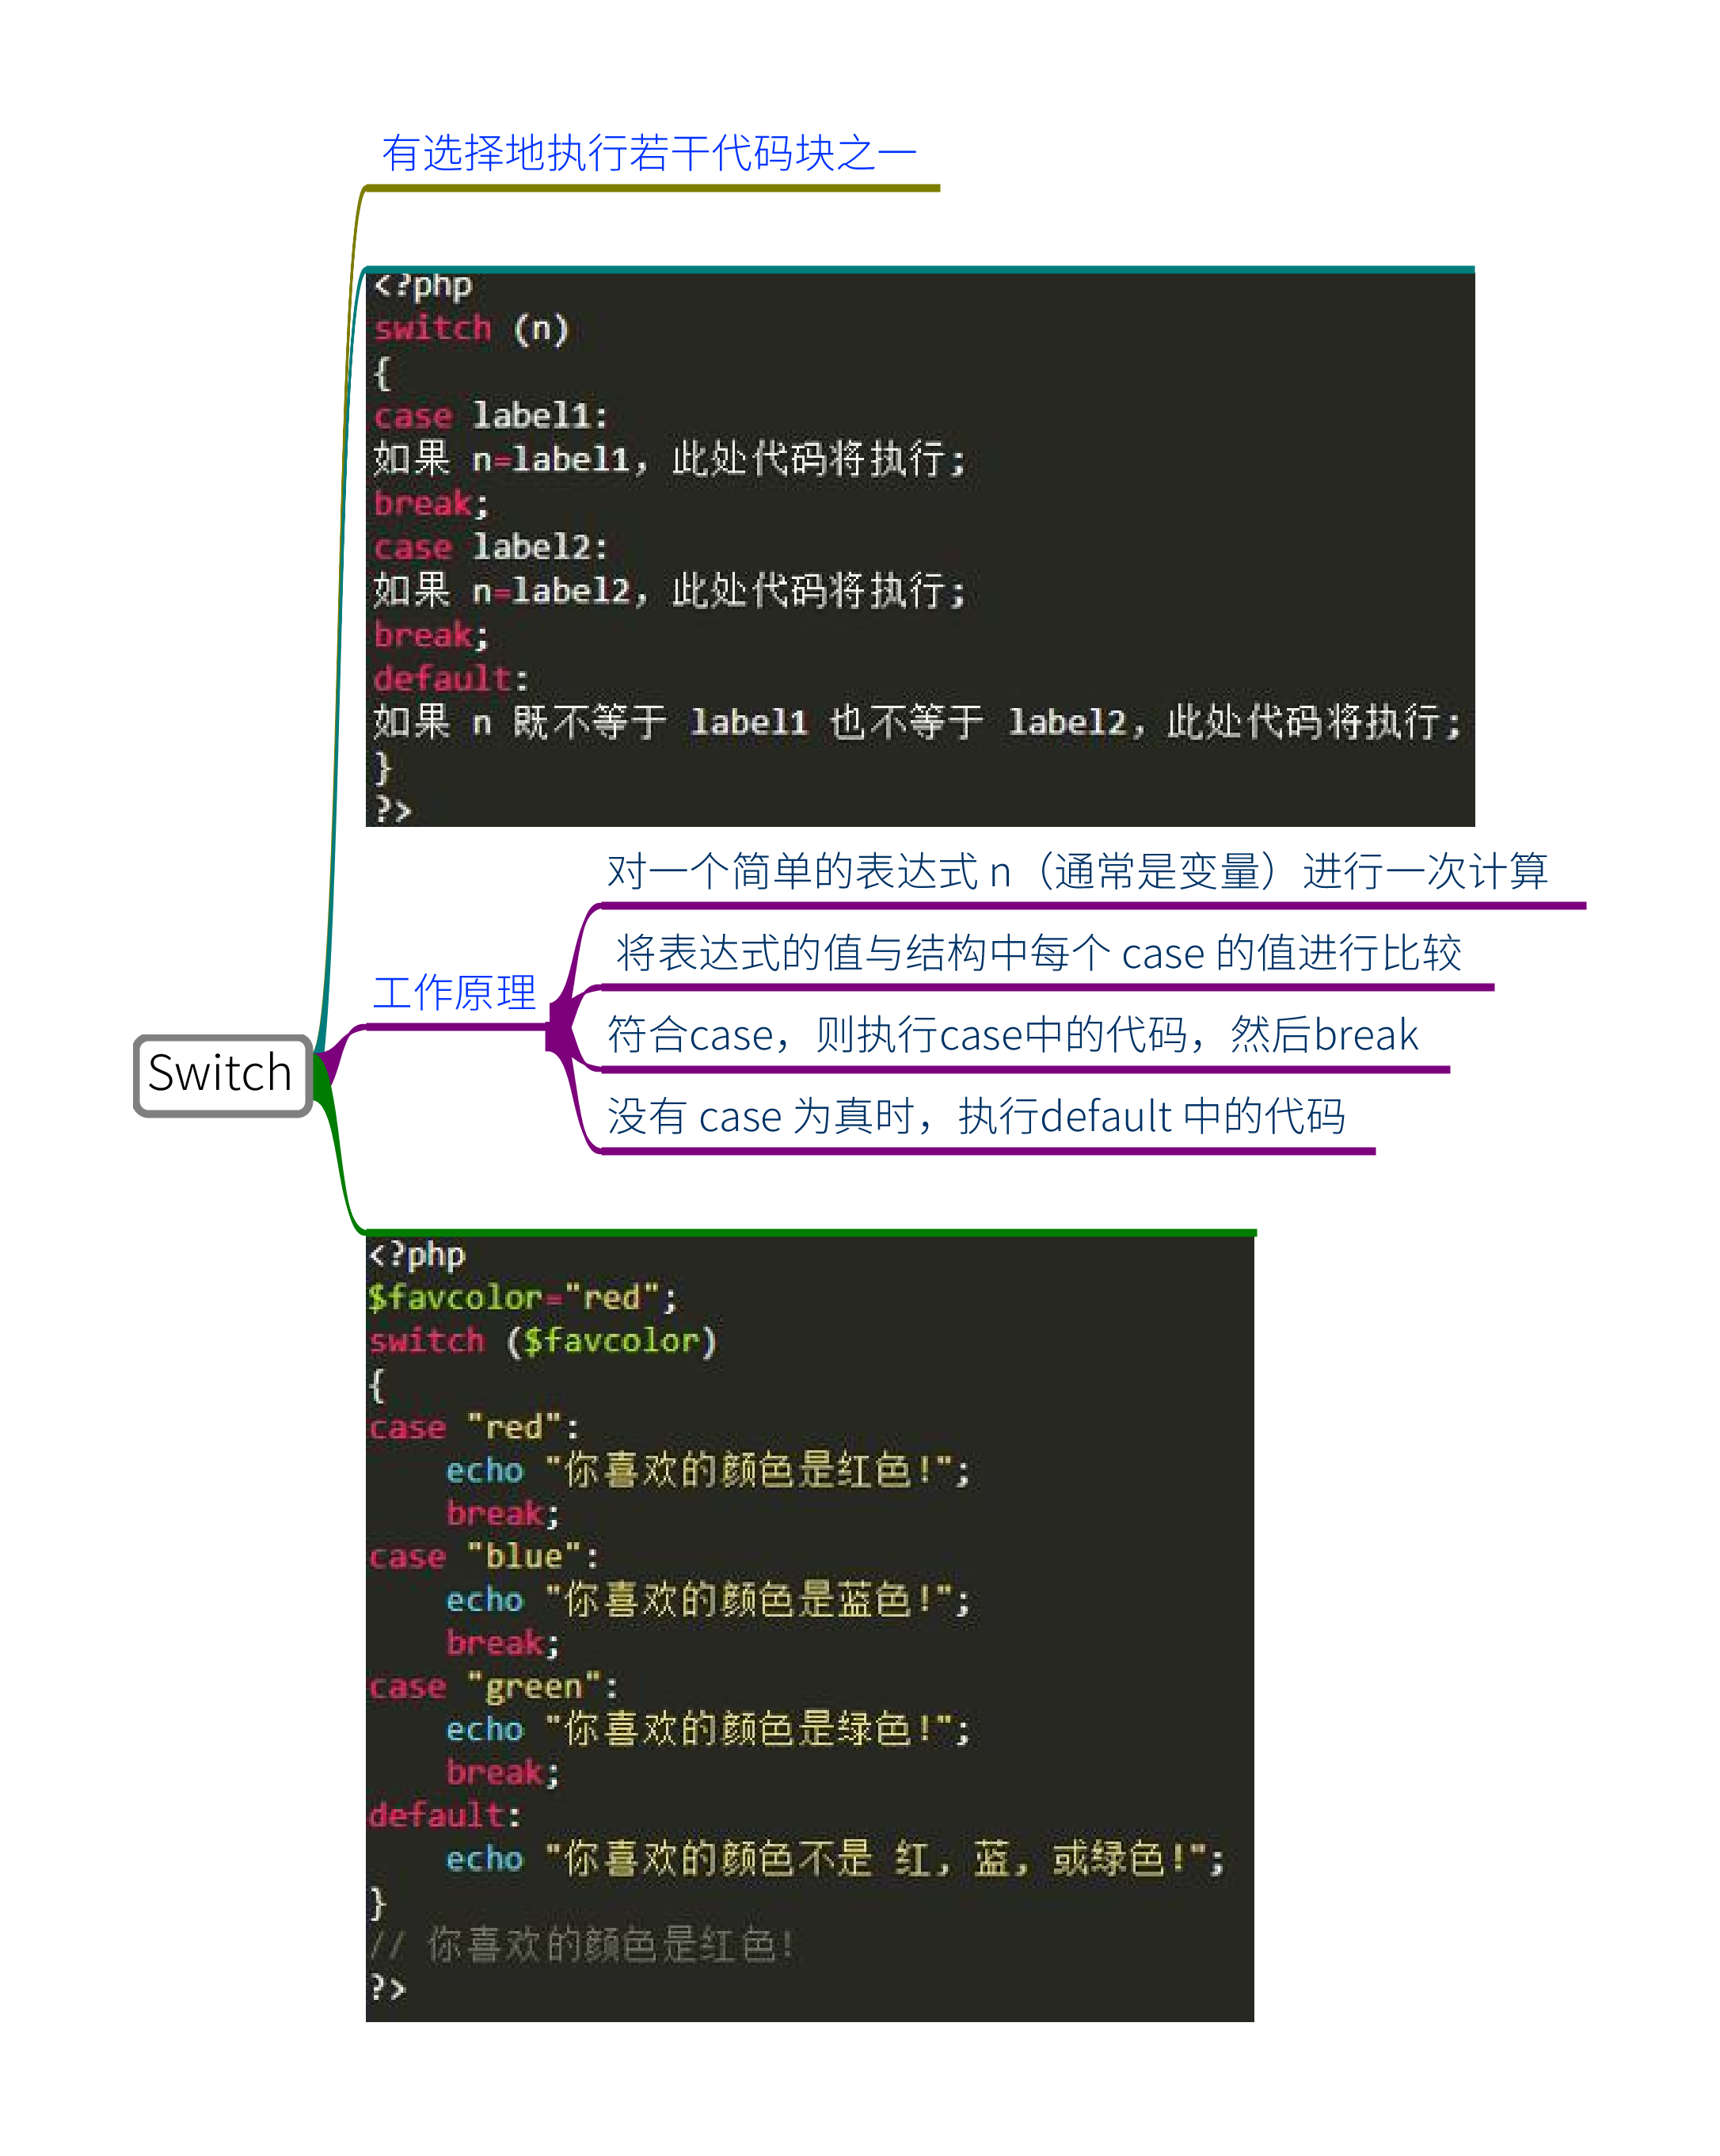 有选择地执行若干代码块之一
<?php
switch (n)
{
case label1:
如果 n=label1，此处代码将执行;
break;
case label2:
如果 n=label2，此处代码将执行;
break;
default:
如果 n 既不等于 label1 也不等于 label2，此处代码将执行;
}
?>
Switch
工作原理
对一个简单的表达式 n（通常是变量）进行一次计算
将表达式的值与结构中每个 case 的值进行比较
符合case，则执行case中的代码，然后break
没有 case 为真时，执行default 中的代码
<?php
$favcolor="red";
switch ($favcolor)
{
case "red":
    echo "你喜欢的颜色是红色!";
    break;
case "blue":
    echo "你喜欢的颜色是蓝色!";
    break;
case "green":
    echo "你喜欢的颜色是绿色!";
    break;
default:
    echo "你喜欢的颜色不是 红, 蓝, 或绿色!";
}
// 你喜欢的颜色是红色!
?>